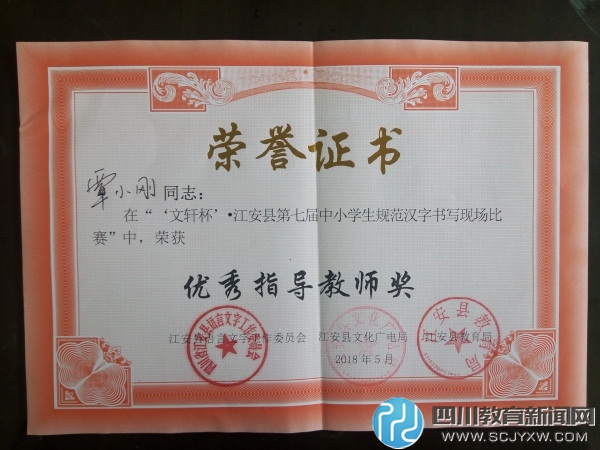 荣誉证书
覃小刚 同志：
在“‘文轩杯’·江安县第七届中小学生规范汉字书写现场比
赛”中，荣获
优秀指导教师奖
江安县语言文字工作委员会 江安县文化广电局 江安县教育局
2018年5月
四川教育新闻网
www.SCJYXW.com